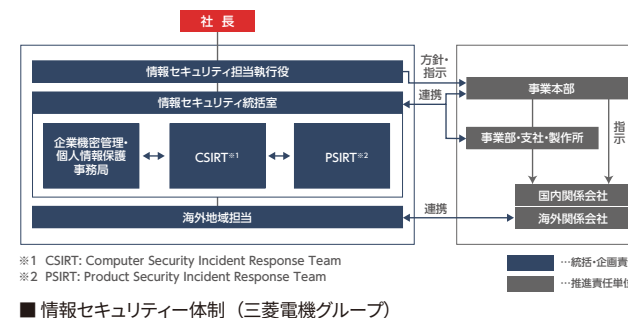 社 長
情報セキュリティ担当執行役
方針・
指示
事業本部
情報セキュリティ統括室
連携
企業機密管理・
個人情報保護
事務局
CSIRT※1
PSIRT※2
事業部・支社・製作所
指示
国内関係会社
海外地域担当
連携
海外関係会社
※1 CSIRT: Computer Security Incident Response Team
※2 PSIRT: Product Security Incident Response Team
…統括・企画責
…推進責任単位
■ 情報セキュリティー体制（三菱電機グループ）